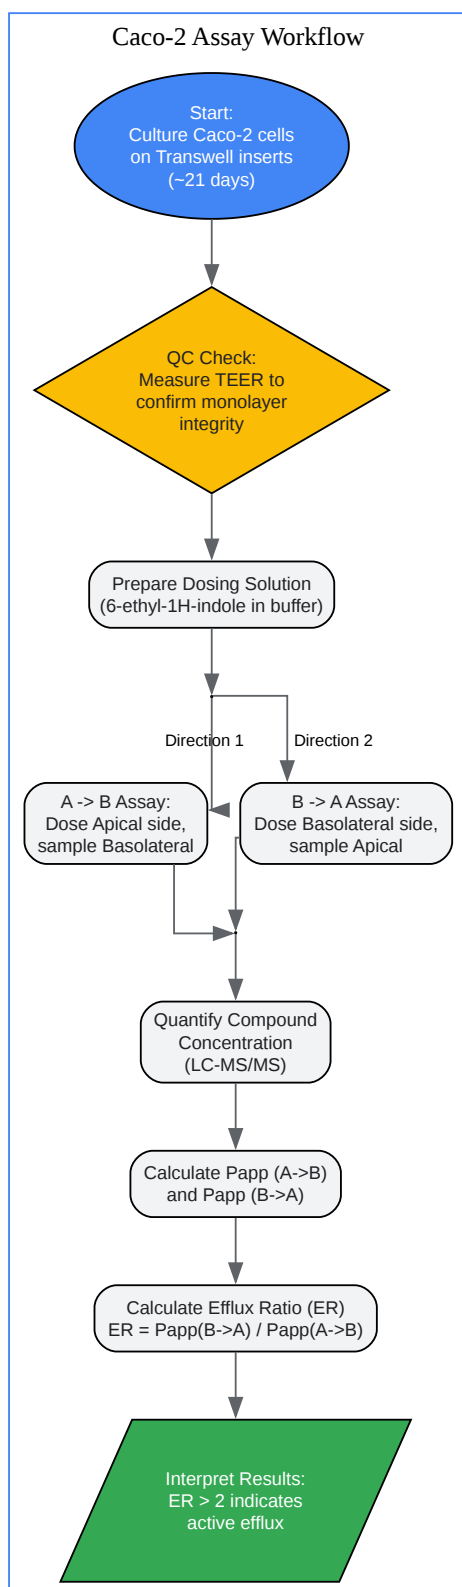 Caco-2 Assay Workflow
Start:
Culture Caco-2 cells
on Transwell inserts
(~21 days)
QC Check:
Measure TEER to
confirm monolayer
integrity
Prepare Dosing Solution
(6-ethyl-1H-indole in buffer)
Direction 1
Direction 2
A -> B Assay:
Dose Apical side,
sample Basolateral
B -> A Assay:
Dose Basolateral side,
sample Apical
Quantify Compound
Concentration
(LC-MS/MS)
Calculate Papp (A->B)
and Papp (B->A)
Calculate Efflux Ratio (ER)
ER = Papp(B->A) / Papp(A->B)
Interpret Results:
ER > 2 indicates
active efflux